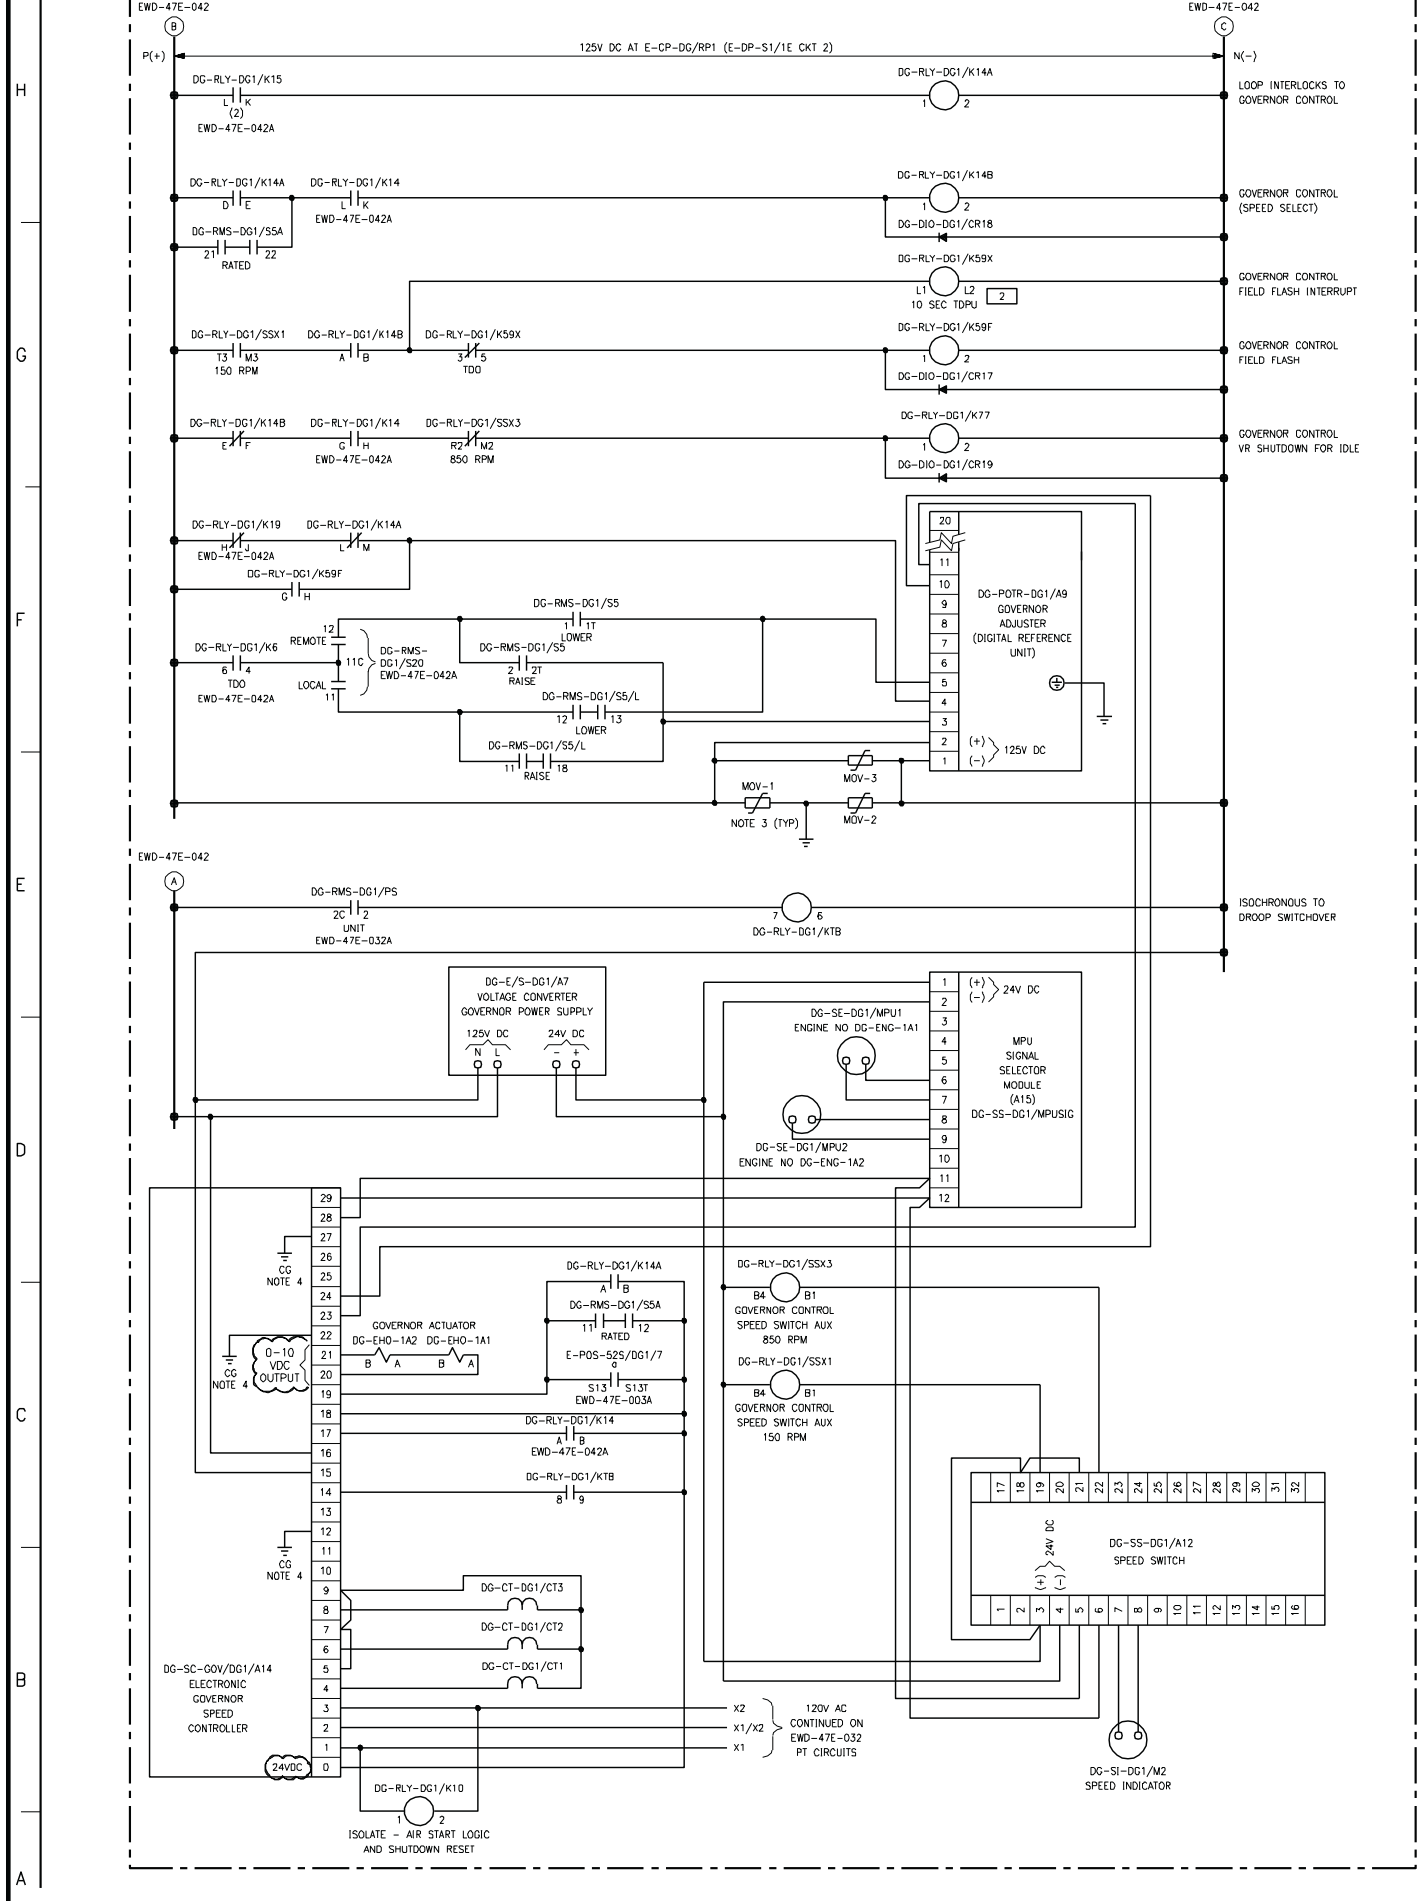 EWD-47E-042
EWD-47E-042
B
C
P(+)
125V DC AT E-CP-DG/RP1 (E-DP-S1/1E CKT 2)
N(-)
H
DG-RLY-DG1/K15
L K
(2)
EWD-47E-042A
DG-RLY-DG1/K14A
1 2
LOOP INTERLOCKS TO
GOVERNOR CONTROL
DG-RLY-DG1/K14A
D E
DG-RLY-DG1/K14
L K
EWD-47E-042A
DG-RLY-DG1/K14B
1 2
GOVERNOR CONTROL
(SPEED SELECT)
DG-DIO-DG1/CR18
DG-RMS-DG1/S5A
21 22
RATED
DG-RLY-DG1/K59X
L1 L2
2
10 SEC TDPU
GOVERNOR CONTROL
FIELD FLASH INTERRUPT
G
DG-RLY-DG1/SSX1
T3 M3
150 RPM
DG-RLY-DG1/K14B
A B
DG-RLY-DG1/K59X
3 5
TDO
DG-RLY-DG1/K59F
1 2
GOVERNOR CONTROL
FIELD FLASH
DG-DIO-DG1/CR17
DG-RLY-DG1/K14B
E F
DG-RLY-DG1/K14
G H
EWD-47E-042A
DG-RLY-DG1/SSX3
R2 M2
850 RPM
DG-RLY-DG1/K77
1 2
GOVERNOR CONTROL
VR SHUTDOWN FOR IDLE
DG-DIO-DG1/CR19
F
DG-RLY-DG1/K19
H J
EWD-47E-042A
DG-RLY-DG1/K14A
L M
DG-RLY-DG1/K59F
G H
DG-RLY-DG1/K6
6 4
TDO
EWD-47E-042A
12
REMOTE
11C
LOCAL
11
DG-RMS-
DG1/S20
EWD-47E-042A
DG-RMS-DG1/S5
1 1T
LOWER
DG-RMS-DG1/S5
2 2T
RAISE
DG-RMS-DG1/S5/L
12 13
LOWER
DG-RMS-DG1/S5/L
11 18
RAISE
20
11
10
9
8
7
6
5
4
3
2
1
DG-POTR-DG1/A9
GOVERNOR
ADJUSTER
(DIGITAL REFERENCE
UNIT)
(+)
(-)
125V DC
MOV-3
MOV-1
NOTE 3 (TYP)
MOV-2
EWD-47E-042
E
A
DG-RMS-DG1/PS
2C 2
UNIT
EWD-47E-032A
7 6
DG-RLY-DG1/KTB
ISOCHRONOUS TO
DROOP SWITCHOVER
DG-E/S-DG1/A7
VOLTAGE CONVERTER
GOVERNOR POWER SUPPLY
125V DC
24V DC
N L
- +
1
2
3
4
5
6
7
8
9
10
11
12
(+)
(-)
24V DC
MPU
SIGNAL
SELECTOR
MODULE
(A15)
DG-SS-DG1/MPUSIG
DG-SE-DG1/MPU1
ENGINE NO DG-ENG-1A1
DG-SE-DG1/MPU2
ENGINE NO DG-ENG-1A2
D
29
28
27
26
25
24
23
22
21
20
19
18
17
16
15
14
13
12
11
10
9
8
7
6
5
4
3
2
1
0
CG
NOTE 4
CG
NOTE 4
0-10
VDC
OUTPUT
CG
NOTE 4
GOVERNOR ACTUATOR
DG-EHO-1A2 DG-EHO-1A1
B A B A
DG-RLY-DG1/K14A
A B
DG-RMS-DG1/S5A
11 12
RATED
E-POS-52S/DG1/7
a
S13 S13T
EWD-47E-003A
DG-RLY-DG1/K14
A B
EWD-47E-042A
DG-RLY-DG1/KTB
8 9
DG-RLY-DG1/SSX3
B4 B1
GOVERNOR CONTROL
SPEED SWITCH AUX
850 RPM
DG-RLY-DG1/SSX1
B4 B1
GOVERNOR CONTROL
SPEED SWITCH AUX
150 RPM
C
17 18 19 20 21 22 23 24 25 26 27 28 29 30 31 32
24V DC
(+)
(-)
DG-SS-DG1/A12
SPEED SWITCH
1 2 3 4 5 6 7 8 9 10 11 12 13 14 15 16
DG-CT-DG1/CT3
DG-CT-DG1/CT2
DG-CT-DG1/CT1
B
DG-SC-GOV/DG1/A14
ELECTRONIC
GOVERNOR
SPEED
CONTROLLER
24VDC
X2
X1/X2
X1
120V AC
CONTINUED ON
EWD-47E-032
PT CIRCUITS
DG-SI-DG1/M2
SPEED INDICATOR
DG-RLY-DG1/K10
1 2
ISOLATE - AIR START LOGIC
AND SHUTDOWN RESET
A